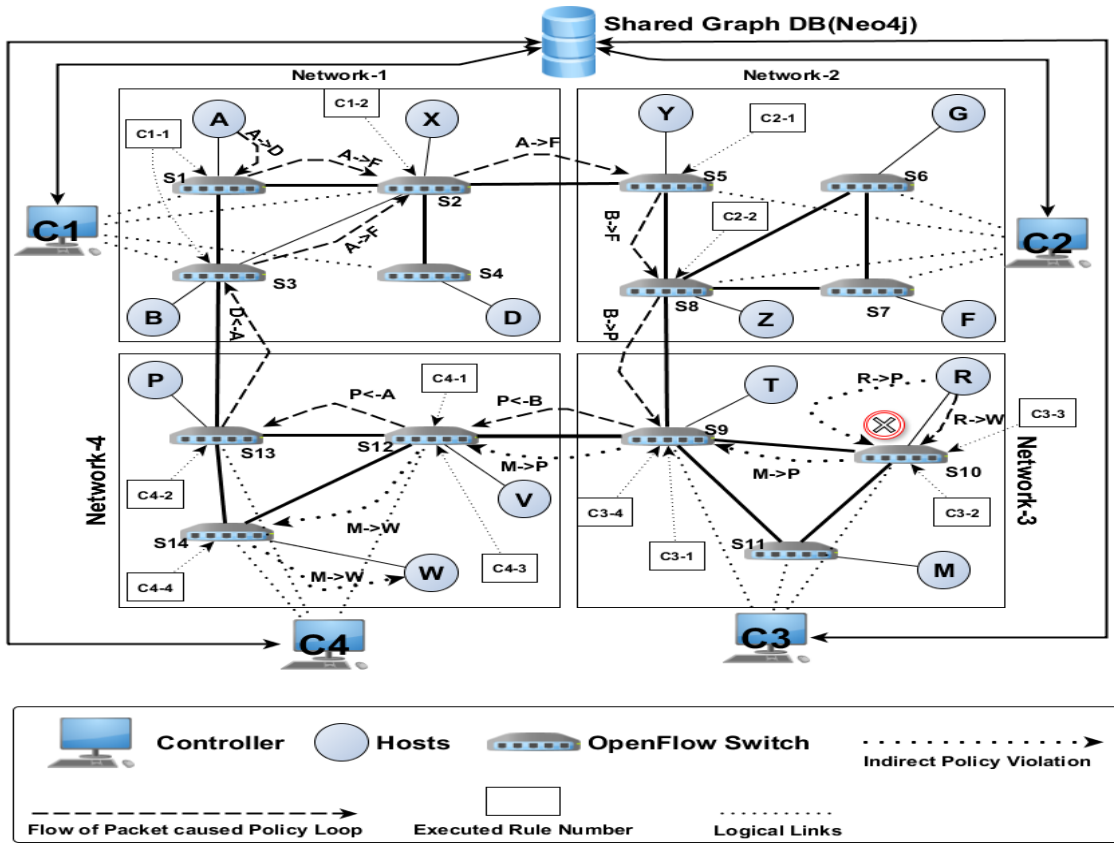 Shared Graph DB(Neo4j)
Network-1
Network-2
A
X
Y
G
C1-2
C1-1
C2-1
A->D
A->F
A->F
S1
S2
S5
S6
C1
C2
B->F
C2-2
A->F
S3
S4
S8
S7
B
D
Z
F
D<-A
B->P
P
C4-1
T
R
R->P
P<-A
P<-B
R->W
C3-3
S13
S12
S9
S10
M->P
M->P
Network-4
Network-3
C4-2
V
C3-4
C3-2
S14
M->W
C3-1
S11
C4-4
M->W
W
C4-3
M
C4
C3
Controller
Hosts
OpenFlow Switch
Indirect Policy Violation
Flow of Packet caused Policy Loop
Executed Rule Number
Logical Links